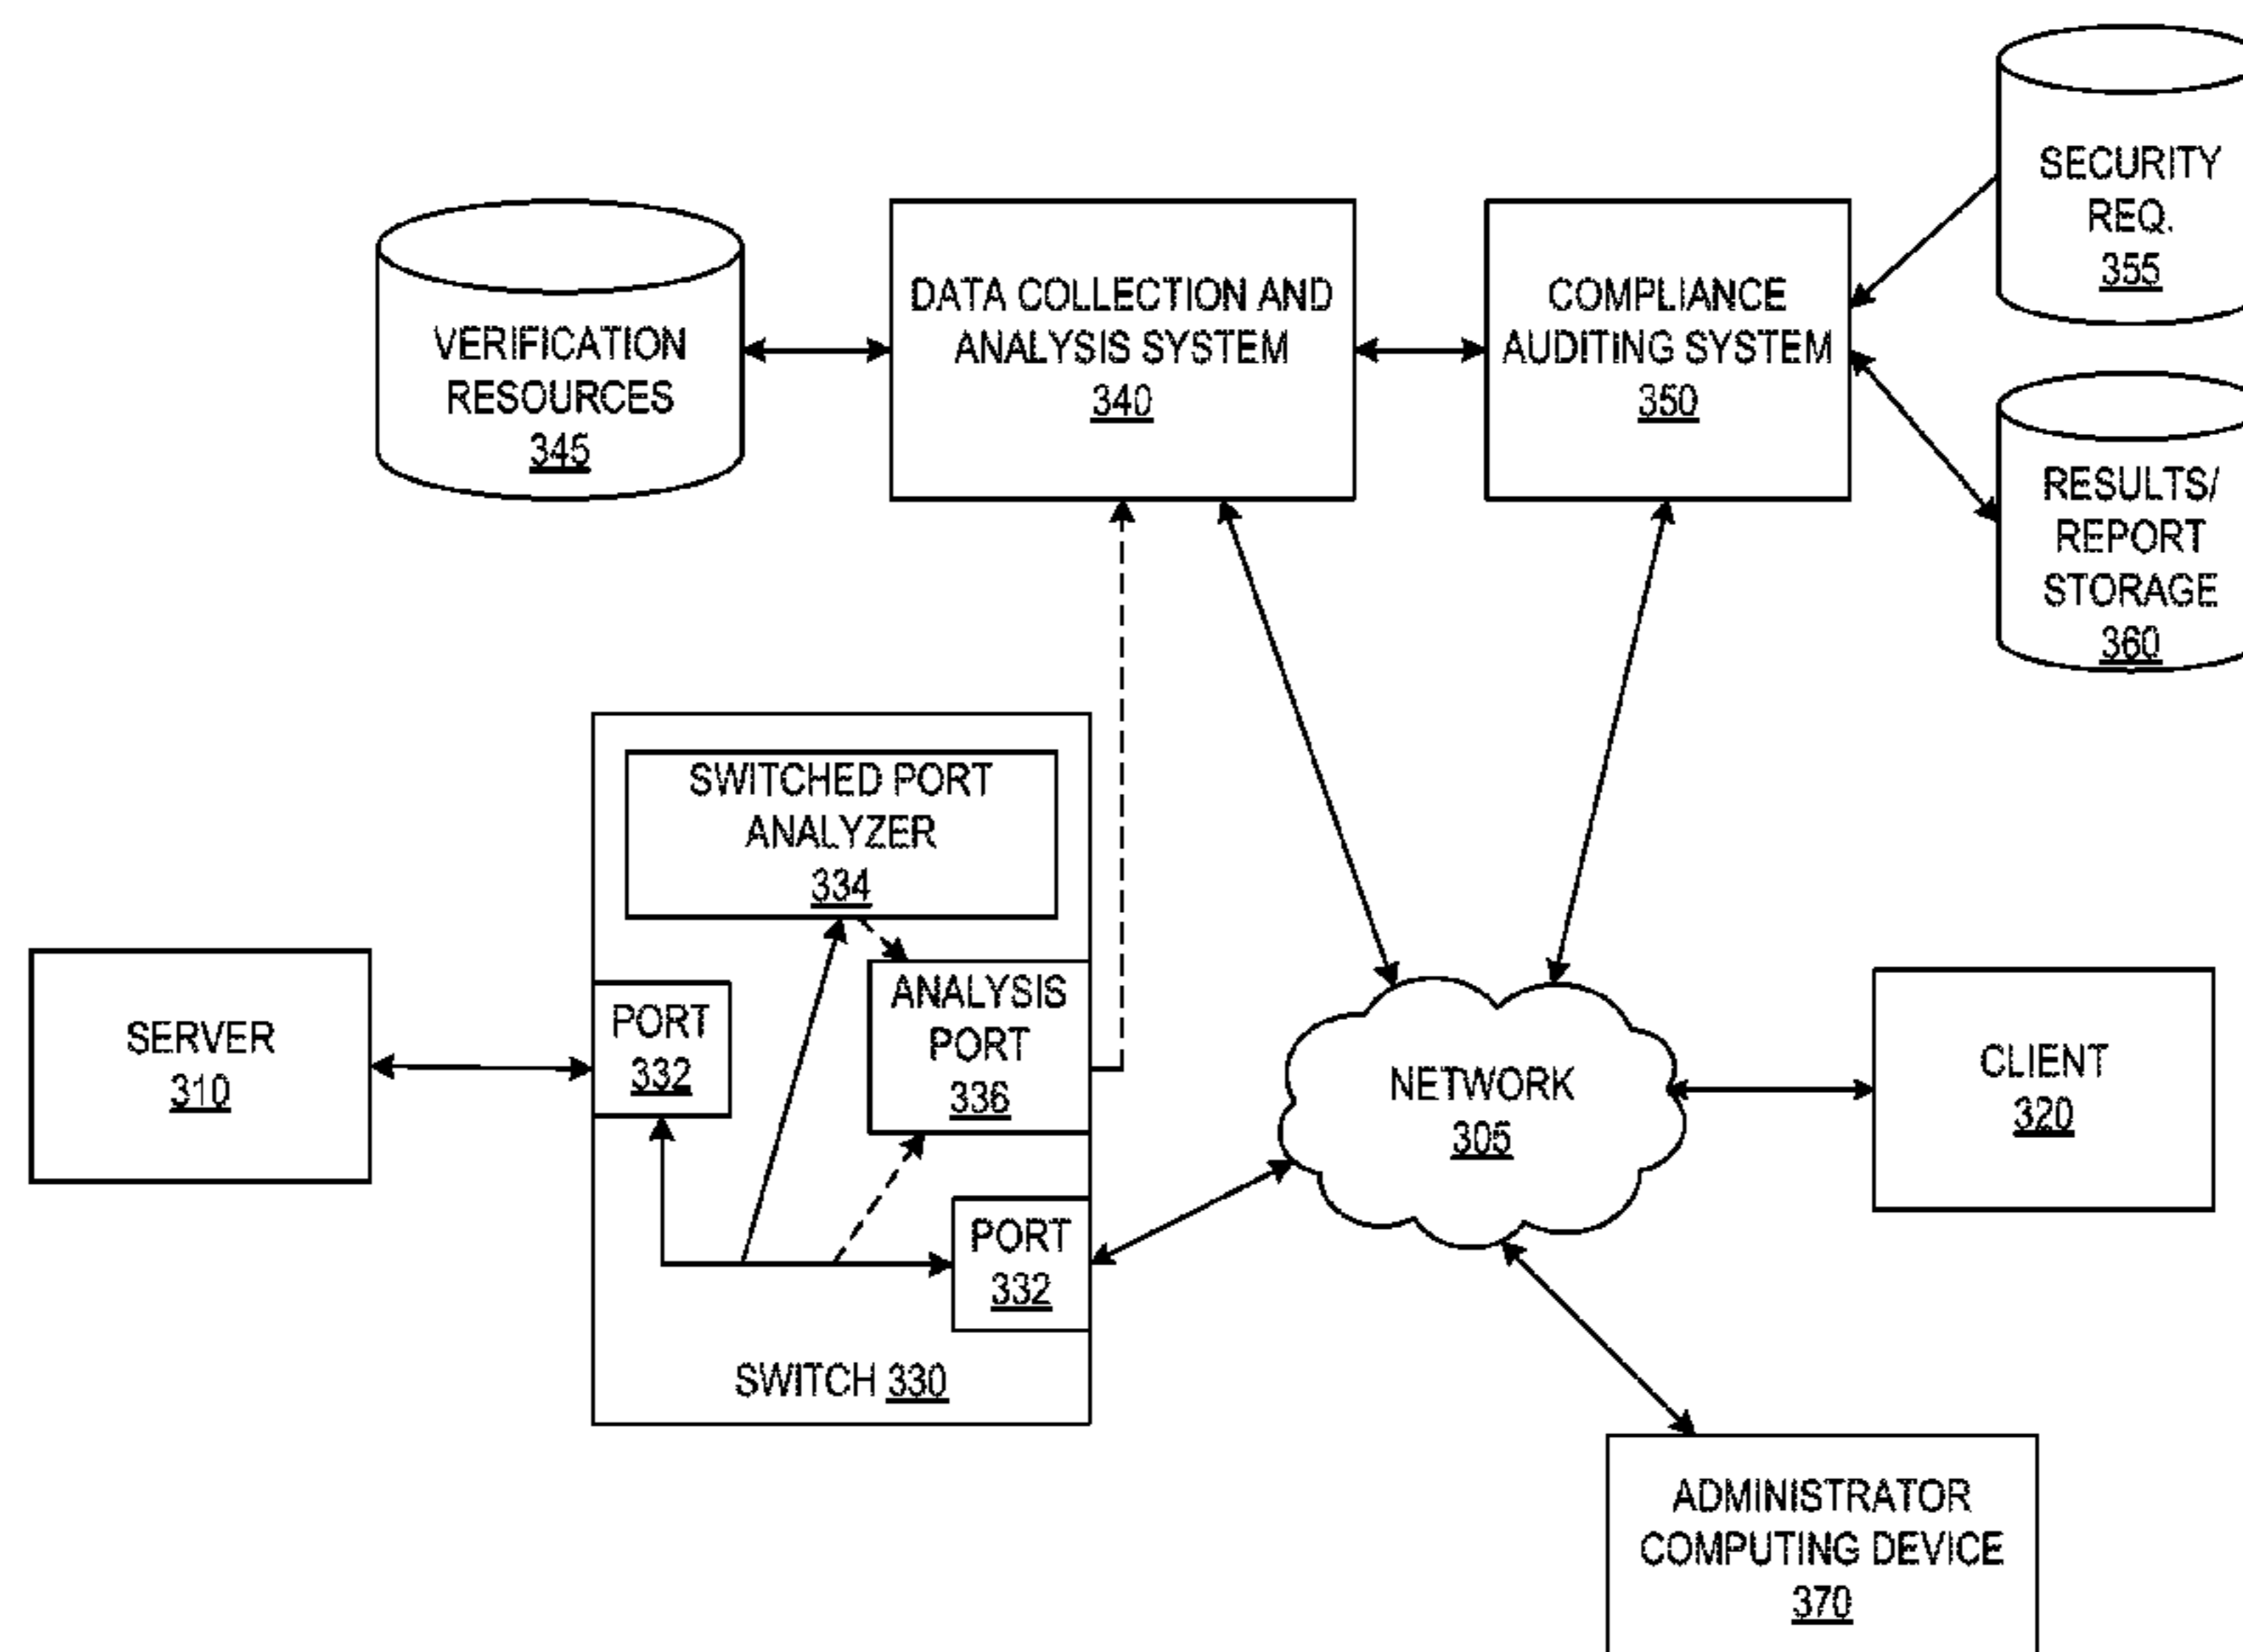 SECURITY
REQ.
355
DATA COLLECTION AND
ANALYSIS SYSTEM
340
COMPLIANCE
AUDITING SYSTEM
350
VERIFICATION
RESOURCES
345
RESULTS/
REPORT
STORAGE
360
SWITCHED PORT
ANALYZER
334
SERVER
310
PORT
332
ANALYSIS
PORT
336
PORT
332
SWITCH 330
NETWORK
305
CLIENT
320
ADMINISTRATOR
COMPUTING DEVICE
370